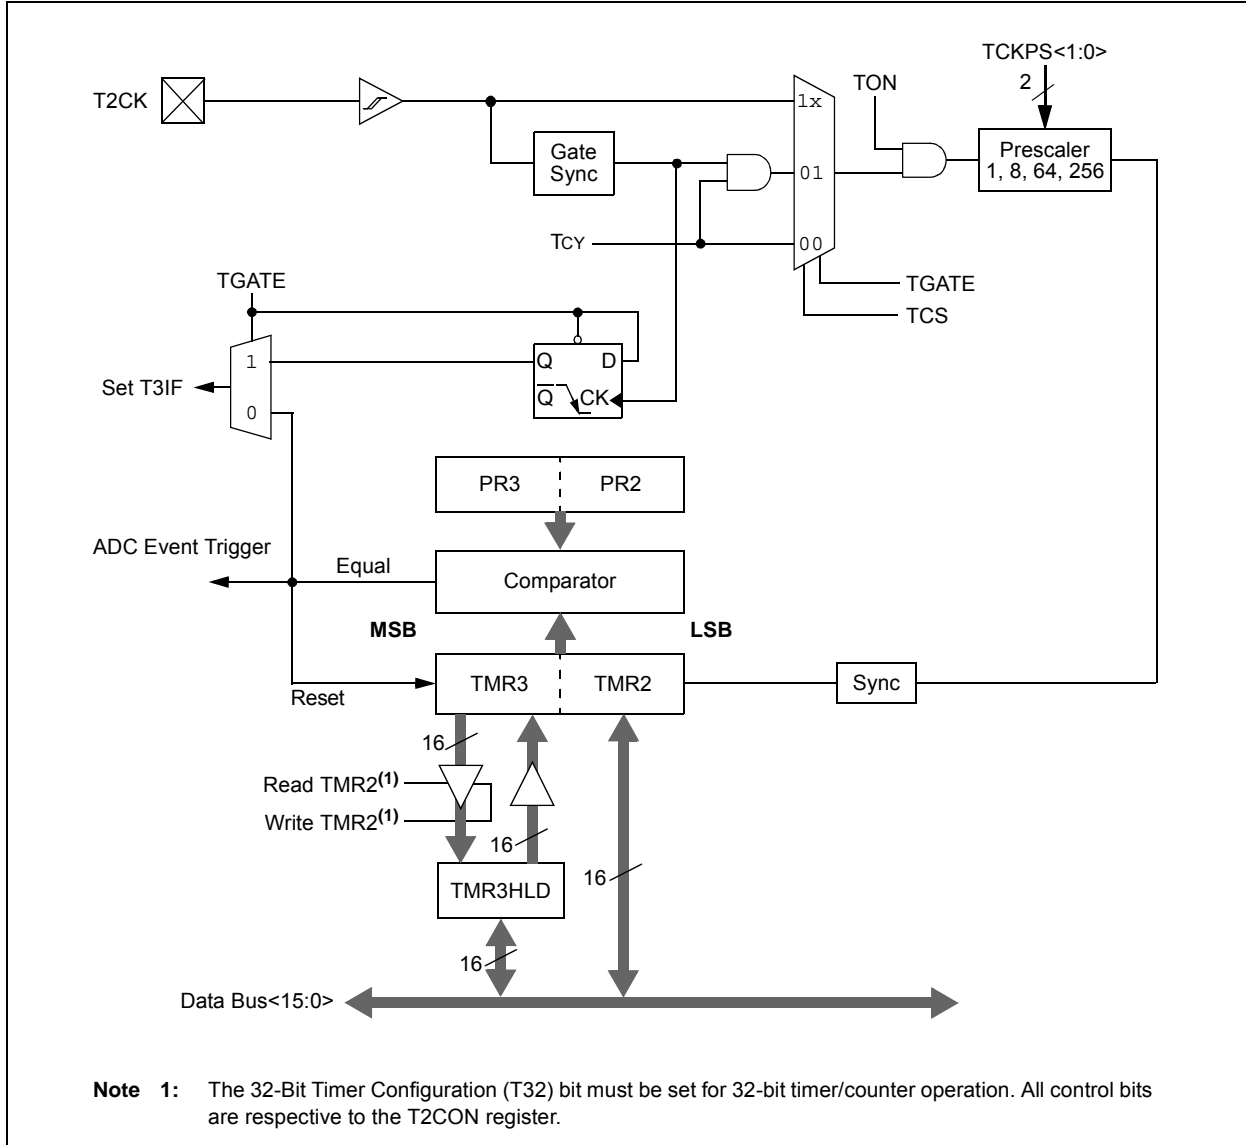 TCKPS<1:0>
2
TON
T2CK
1x
Gate
Sync
Prescaler
1, 8, 64, 256
01
TCY
00
TGATE
TGATE
TCS
1
Q
D
Set T3IF
Q
CK
0
PR3
PR2
ADC Event Trigger
Equal
Comparator
MSB
LSB
TMR3
TMR2
Sync
Reset
16
Read TMR2(1)
Write TMR2(1)
16
16
TMR3HLD
16
Data Bus<15:0>
Note 1: The 32-Bit Timer Configuration (T32) bit must be set for 32-bit timer/counter operation. All control bits
are respective to the T2CON register.